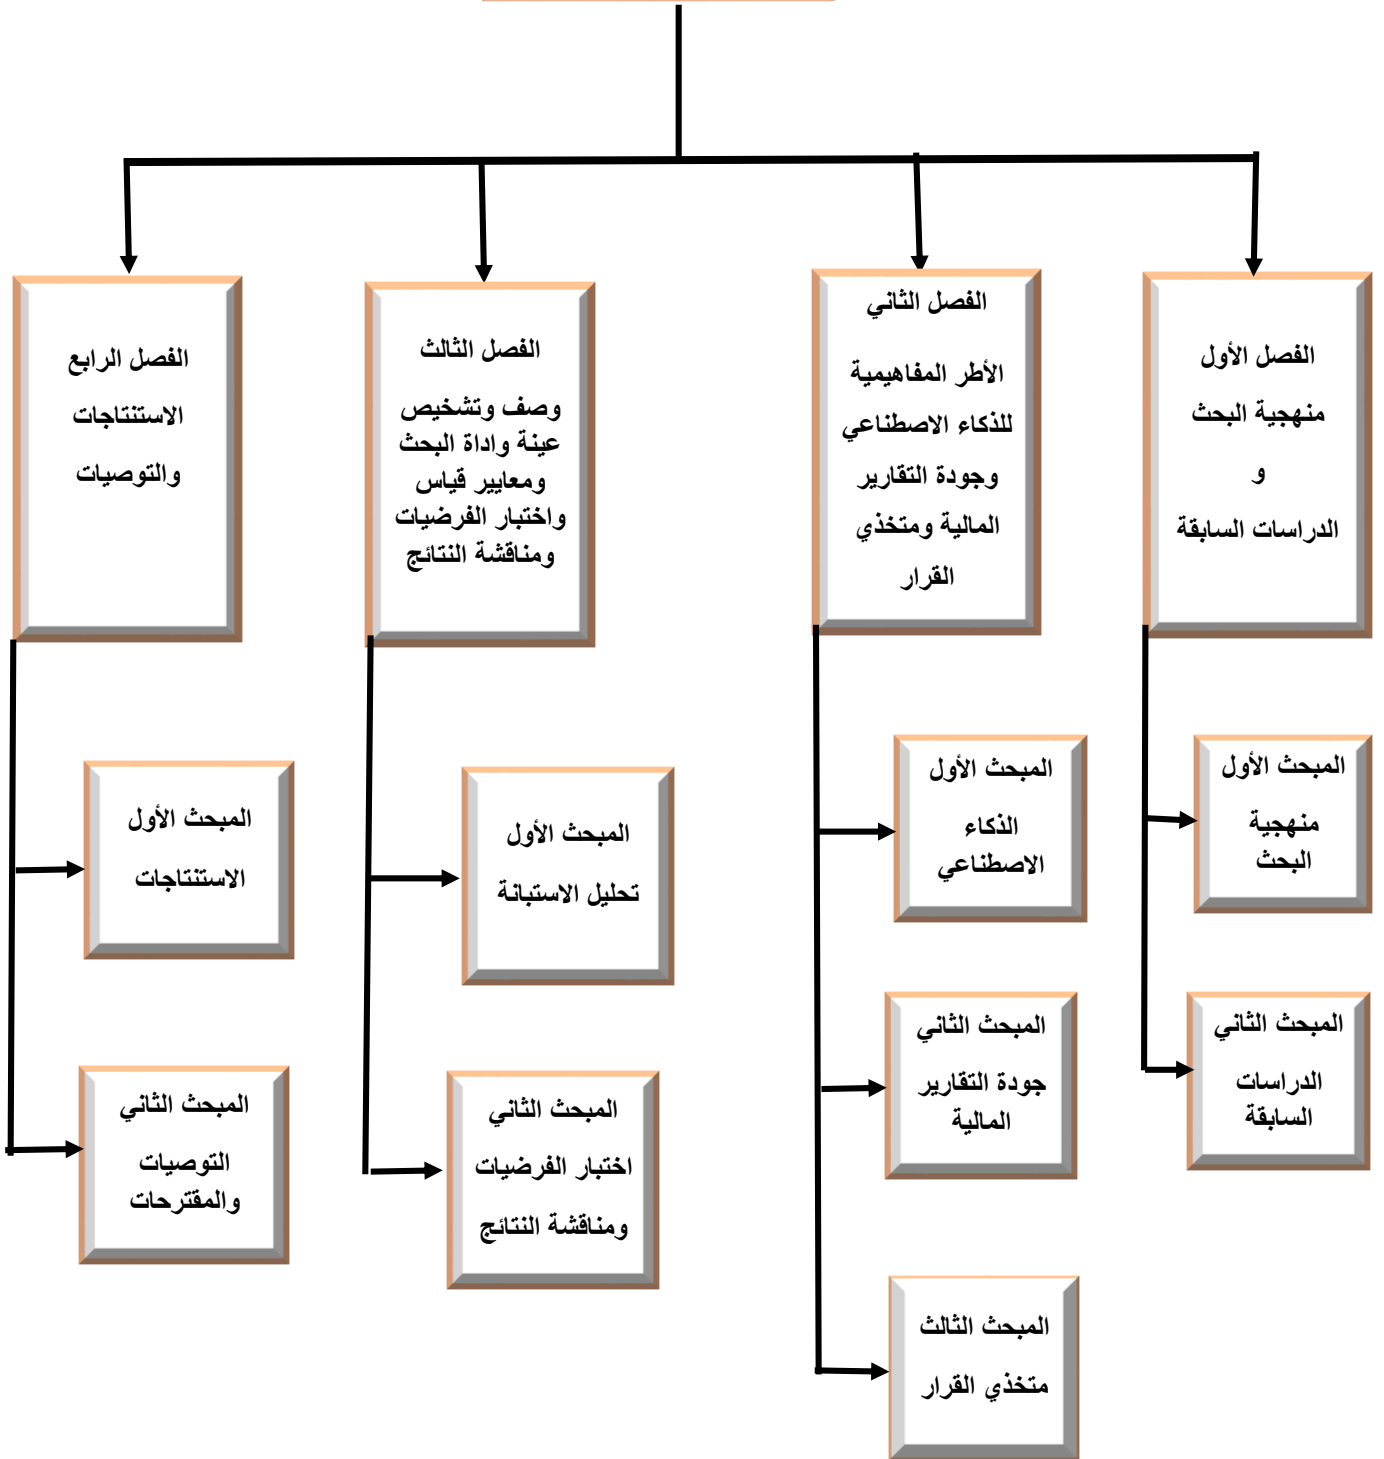 الفصل الأول
منهجية البحث
و
الدراسات السابقة
الفصل الثاني
الأطر المفاهيمية
للذكاء الاصطناعي
وجودة التقارير
المالية ومتخذي
القرار
الفصل الثالث
وصف وتشخيص
عينة واداة البحث
ومعايير قياس
واختبار الفرضيات
ومناقشة النتائج
الفصل الرابع
الاستنتاجات
والتوصيات
المبحث الأول
منهجية
البحث
المبحث الثاني
الدراسات
السابقة
المبحث الأول
الذكاء
الاصطناعي
المبحث الثاني
جودة التقارير
المالية
المبحث الثالث
متخذي القرار
المبحث الأول
تحليل الاستبانة
المبحث الثاني
اختبار الفرضيات
ومناقشة النتائج
المبحث الأول
الاستنتاجات
المبحث الثاني
التوصيات
والمقترحات